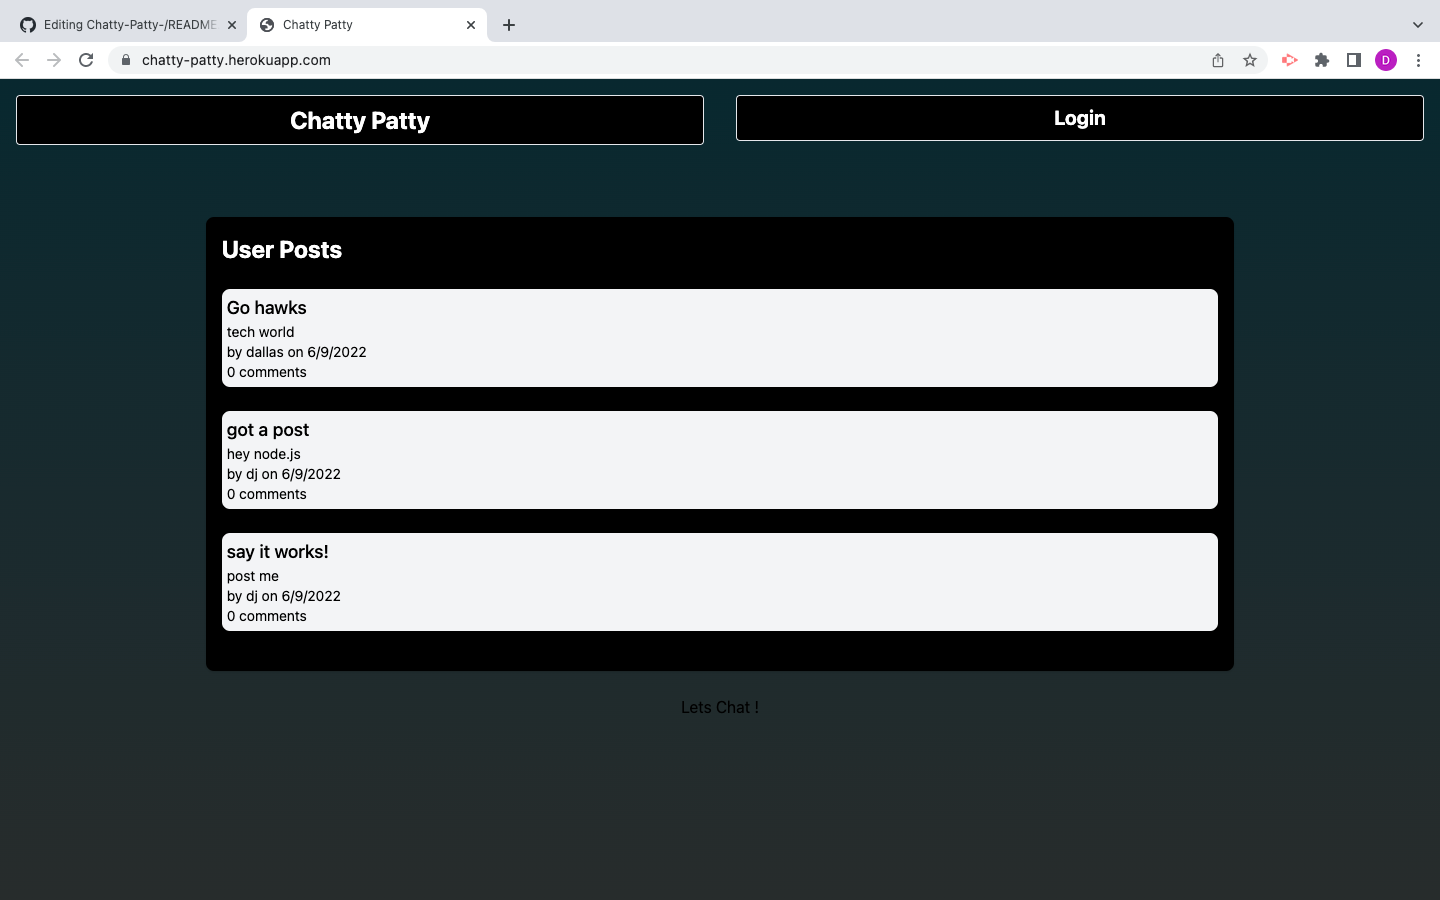 Editing Chatty-Patty-/README
Chatty Patty
chatty-patty.herokuapp.com
D
Chatty Patty
Login
User Posts
Go hawks
tech world
by dallas on 6/9/2022
0 comments
got a post
hey node.js
by dj on 6/9/2022
0 comments
say it works!
post me
by dj on 6/9/2022
0 comments
Lets Chat !